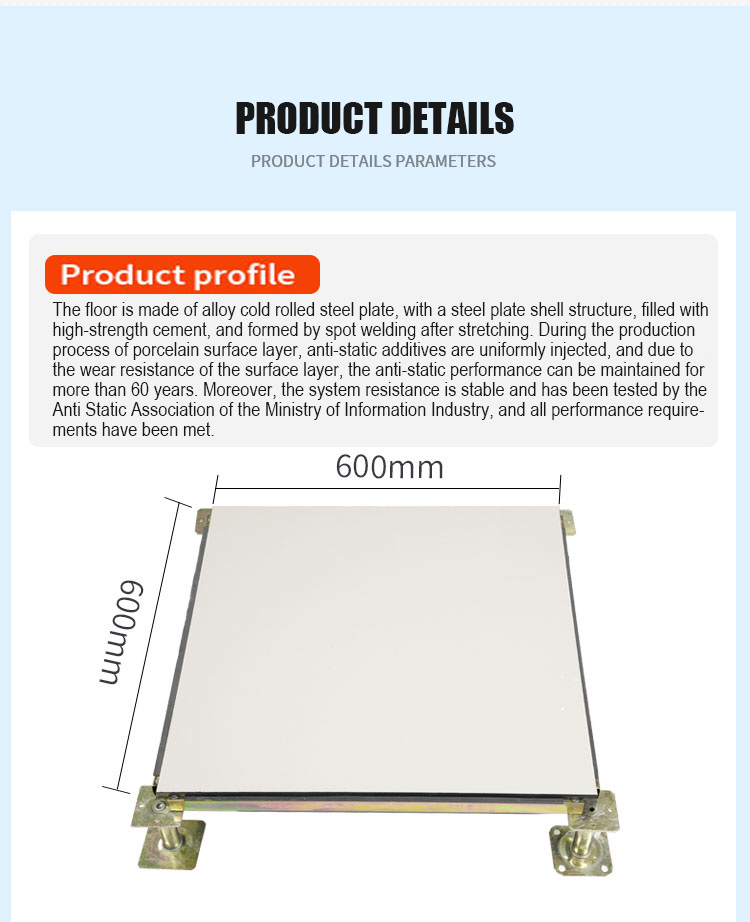 PRODUCT DETAILS
PRODUCT DETAILS PARAMETERS
Product profile
The floor is made of alloy cold rolled steel plate, with a steel plate shell structure, filled with
high-strength cement, and formed by spot welding after stretching. During the production
process of porcelain surface layer, anti-static additives are uniformly injected, and due to
the wear resistance of the surface layer, the anti-static performance can be maintained for
more than 60 years. Moreover, the system resistance is stable and has been tested by the
Anti Static Association of the Ministry of Information Industry, and all performance require-
ments have been met.
600mm
600mm